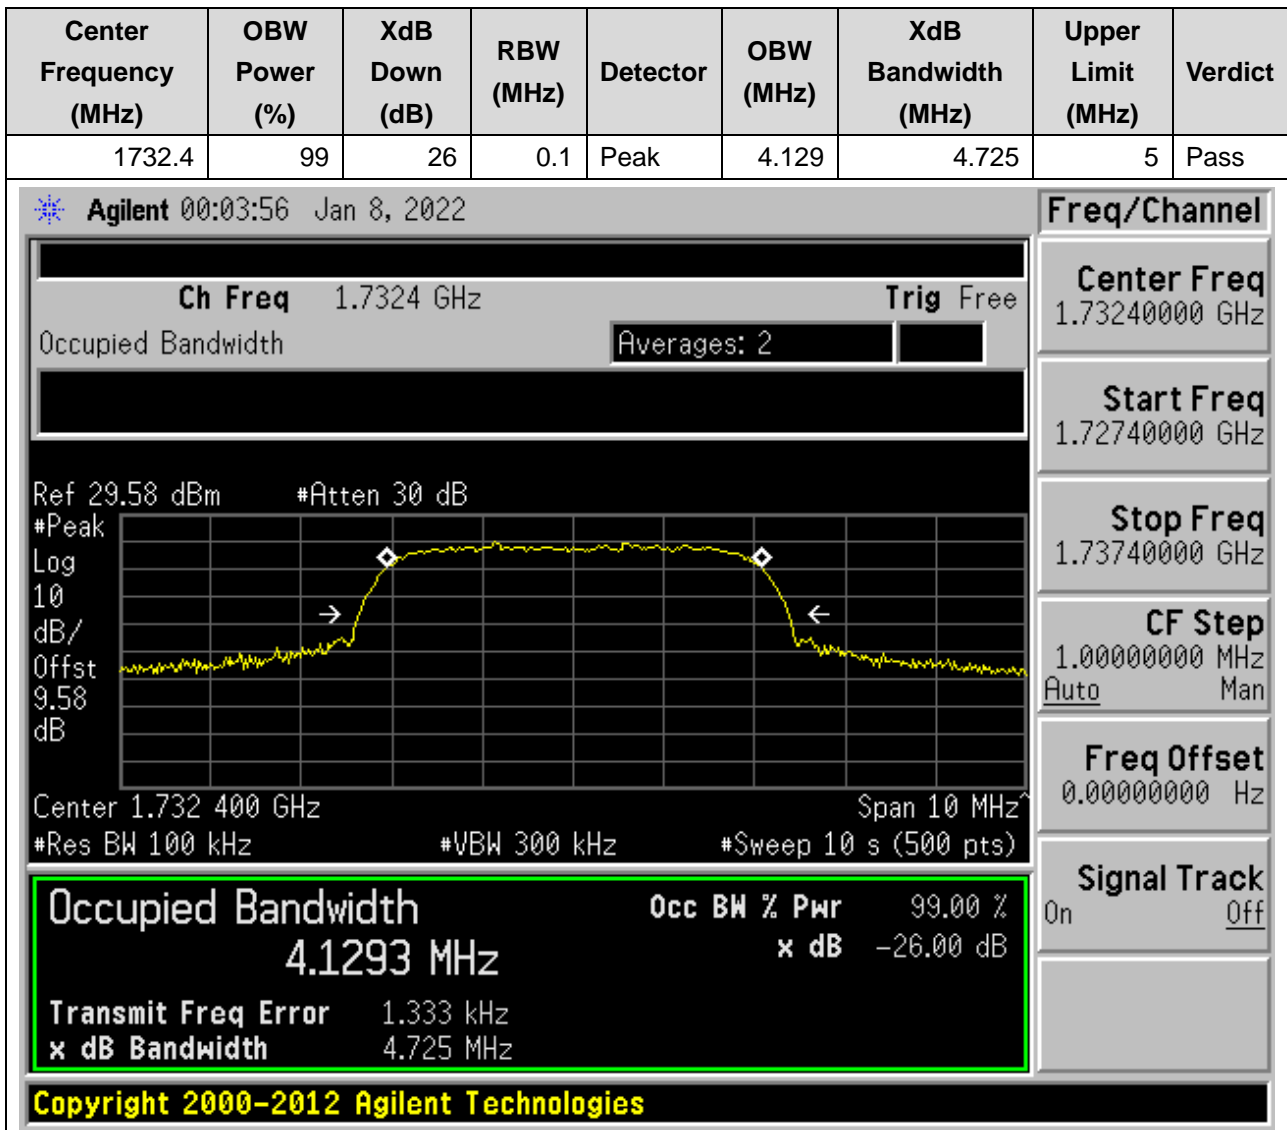 Center Frequency (MHz) OBW Power (%) XdB Down (dB) RBW (MHz) Detector OBW (MHz) XdB Bandwidth (MHz) Upper Limit (MHz) Verdict
1732.4 99 26 0.1 Peak 4.129 4.725 5 Pass
Agilent 00:03:56 Jan 8, 2022
Ch Freq 1.7324 GHz Trig Free
Occupied Bandwidth Averages: 2
Ref 29.58 dBm #Atten 30 dB
#Peak
Log
10
dB/
Offst
9.58
dB
Center 1.732 400 GHz Span 10 MHz^
#Res BW 100 kHz #VBW 300 kHz #Sweep 10 s (500 pts)
Occupied Bandwidth Occ BW % Pwr 99.00 %
4.1293 MHz x dB -26.00 dB
Transmit Freq Error 1.333 kHz
x dB Bandwidth 4.725 MHz
Copyright 2000-2012 Agilent Technologies
Freq/Channel
Center Freq
1.73240000 GHz
Start Freq
1.72740000 GHz
Stop Freq
1.73740000 GHz
CF Step
1.00000000 MHz
Auto Man
Freq Offset
0.00000000 Hz
Signal Track
On Off